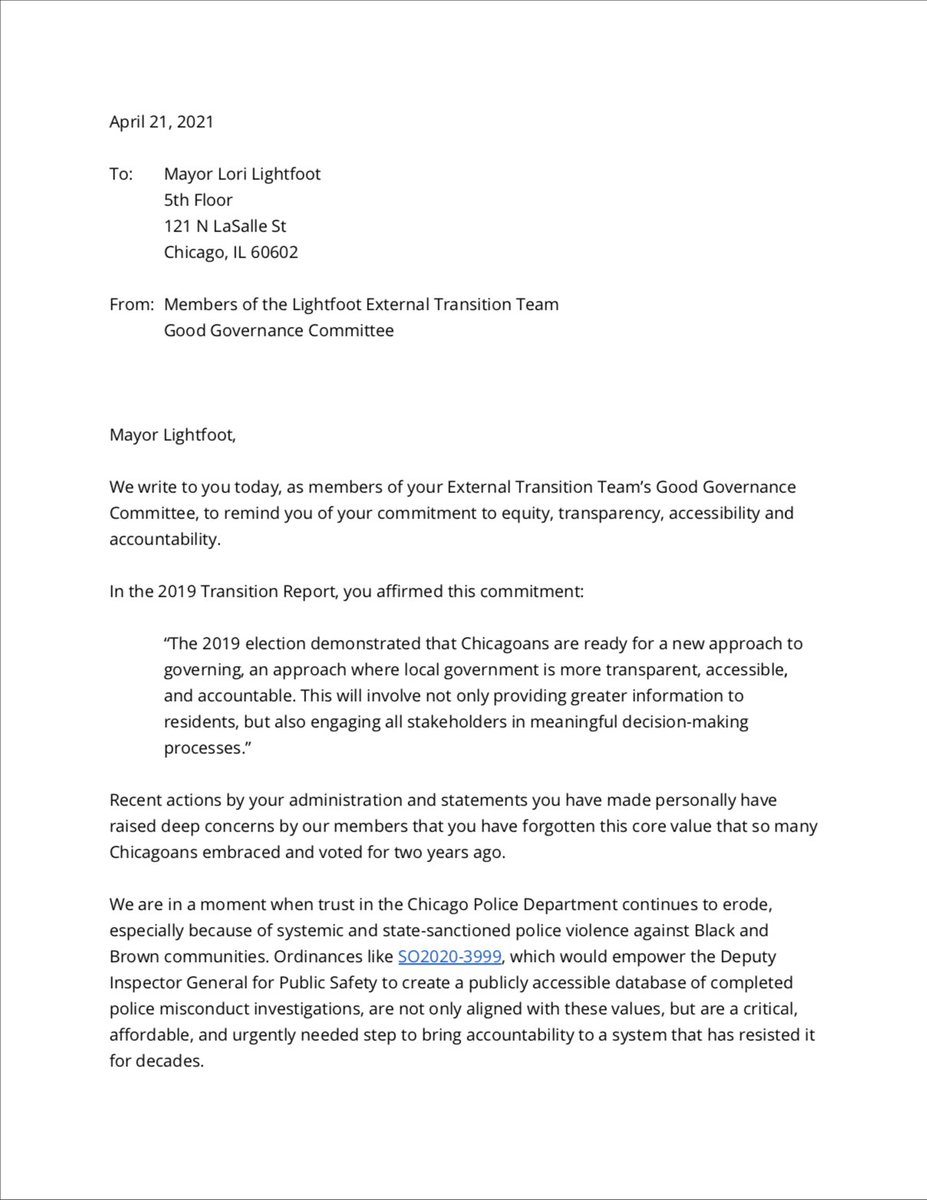 April 21, 2021
To: Mayor Lori Lightfoot
5th Floor
121 N LaSalle St
Chicago, IL 60602
From: Members of the Lightfoot External Transition Team
Good Governance Committee
Mayor Lightfoot,
We write to you today, as members of your External Transition Team’s Good Governance
Committee, to remind you of your commitment to equity, transparency, accessibility and
accountability.
In the 2019 Transition Report, you affirmed this commitment:
“The 2019 election demonstrated that Chicagoans are ready for a new approach to
governing, an approach where local government is more transparent, accessible,
and accountable. This will involve not only providing greater information to
residents, but also engaging all stakeholders in meaningful decision-making
processes.”
Recent actions by your administration and statements you have made personally have
raised deep concerns by our members that you have forgotten this core value that so many
Chicagoans embraced and voted for two years ago.
We are in a moment when trust in the Chicago Police Department continues to erode,
especially because of systemic and state-sanctioned police violence against Black and
Brown communities. Ordinances like SO2020-3999, which would empower the Deputy
Inspector General for Public Safety to create a publicly accessible database of completed
police misconduct investigations, are not only aligned with these values, but are a critical,
affordable, and urgently needed step to bring accountability to a system that has resisted it
for decades.